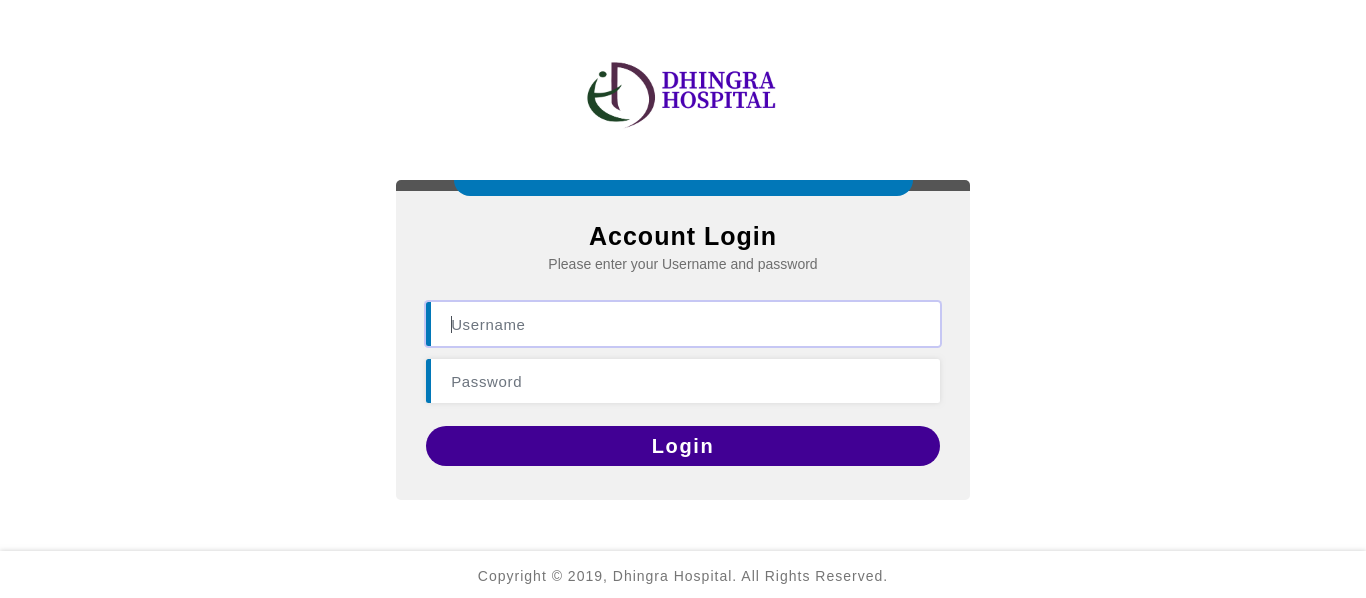 DHINGRA
HOSPITAL
Account Login
Please enter your Username and password
Username
Password
Login
Copyright © 2019, Dhingra Hospital. All Rights Reserved.